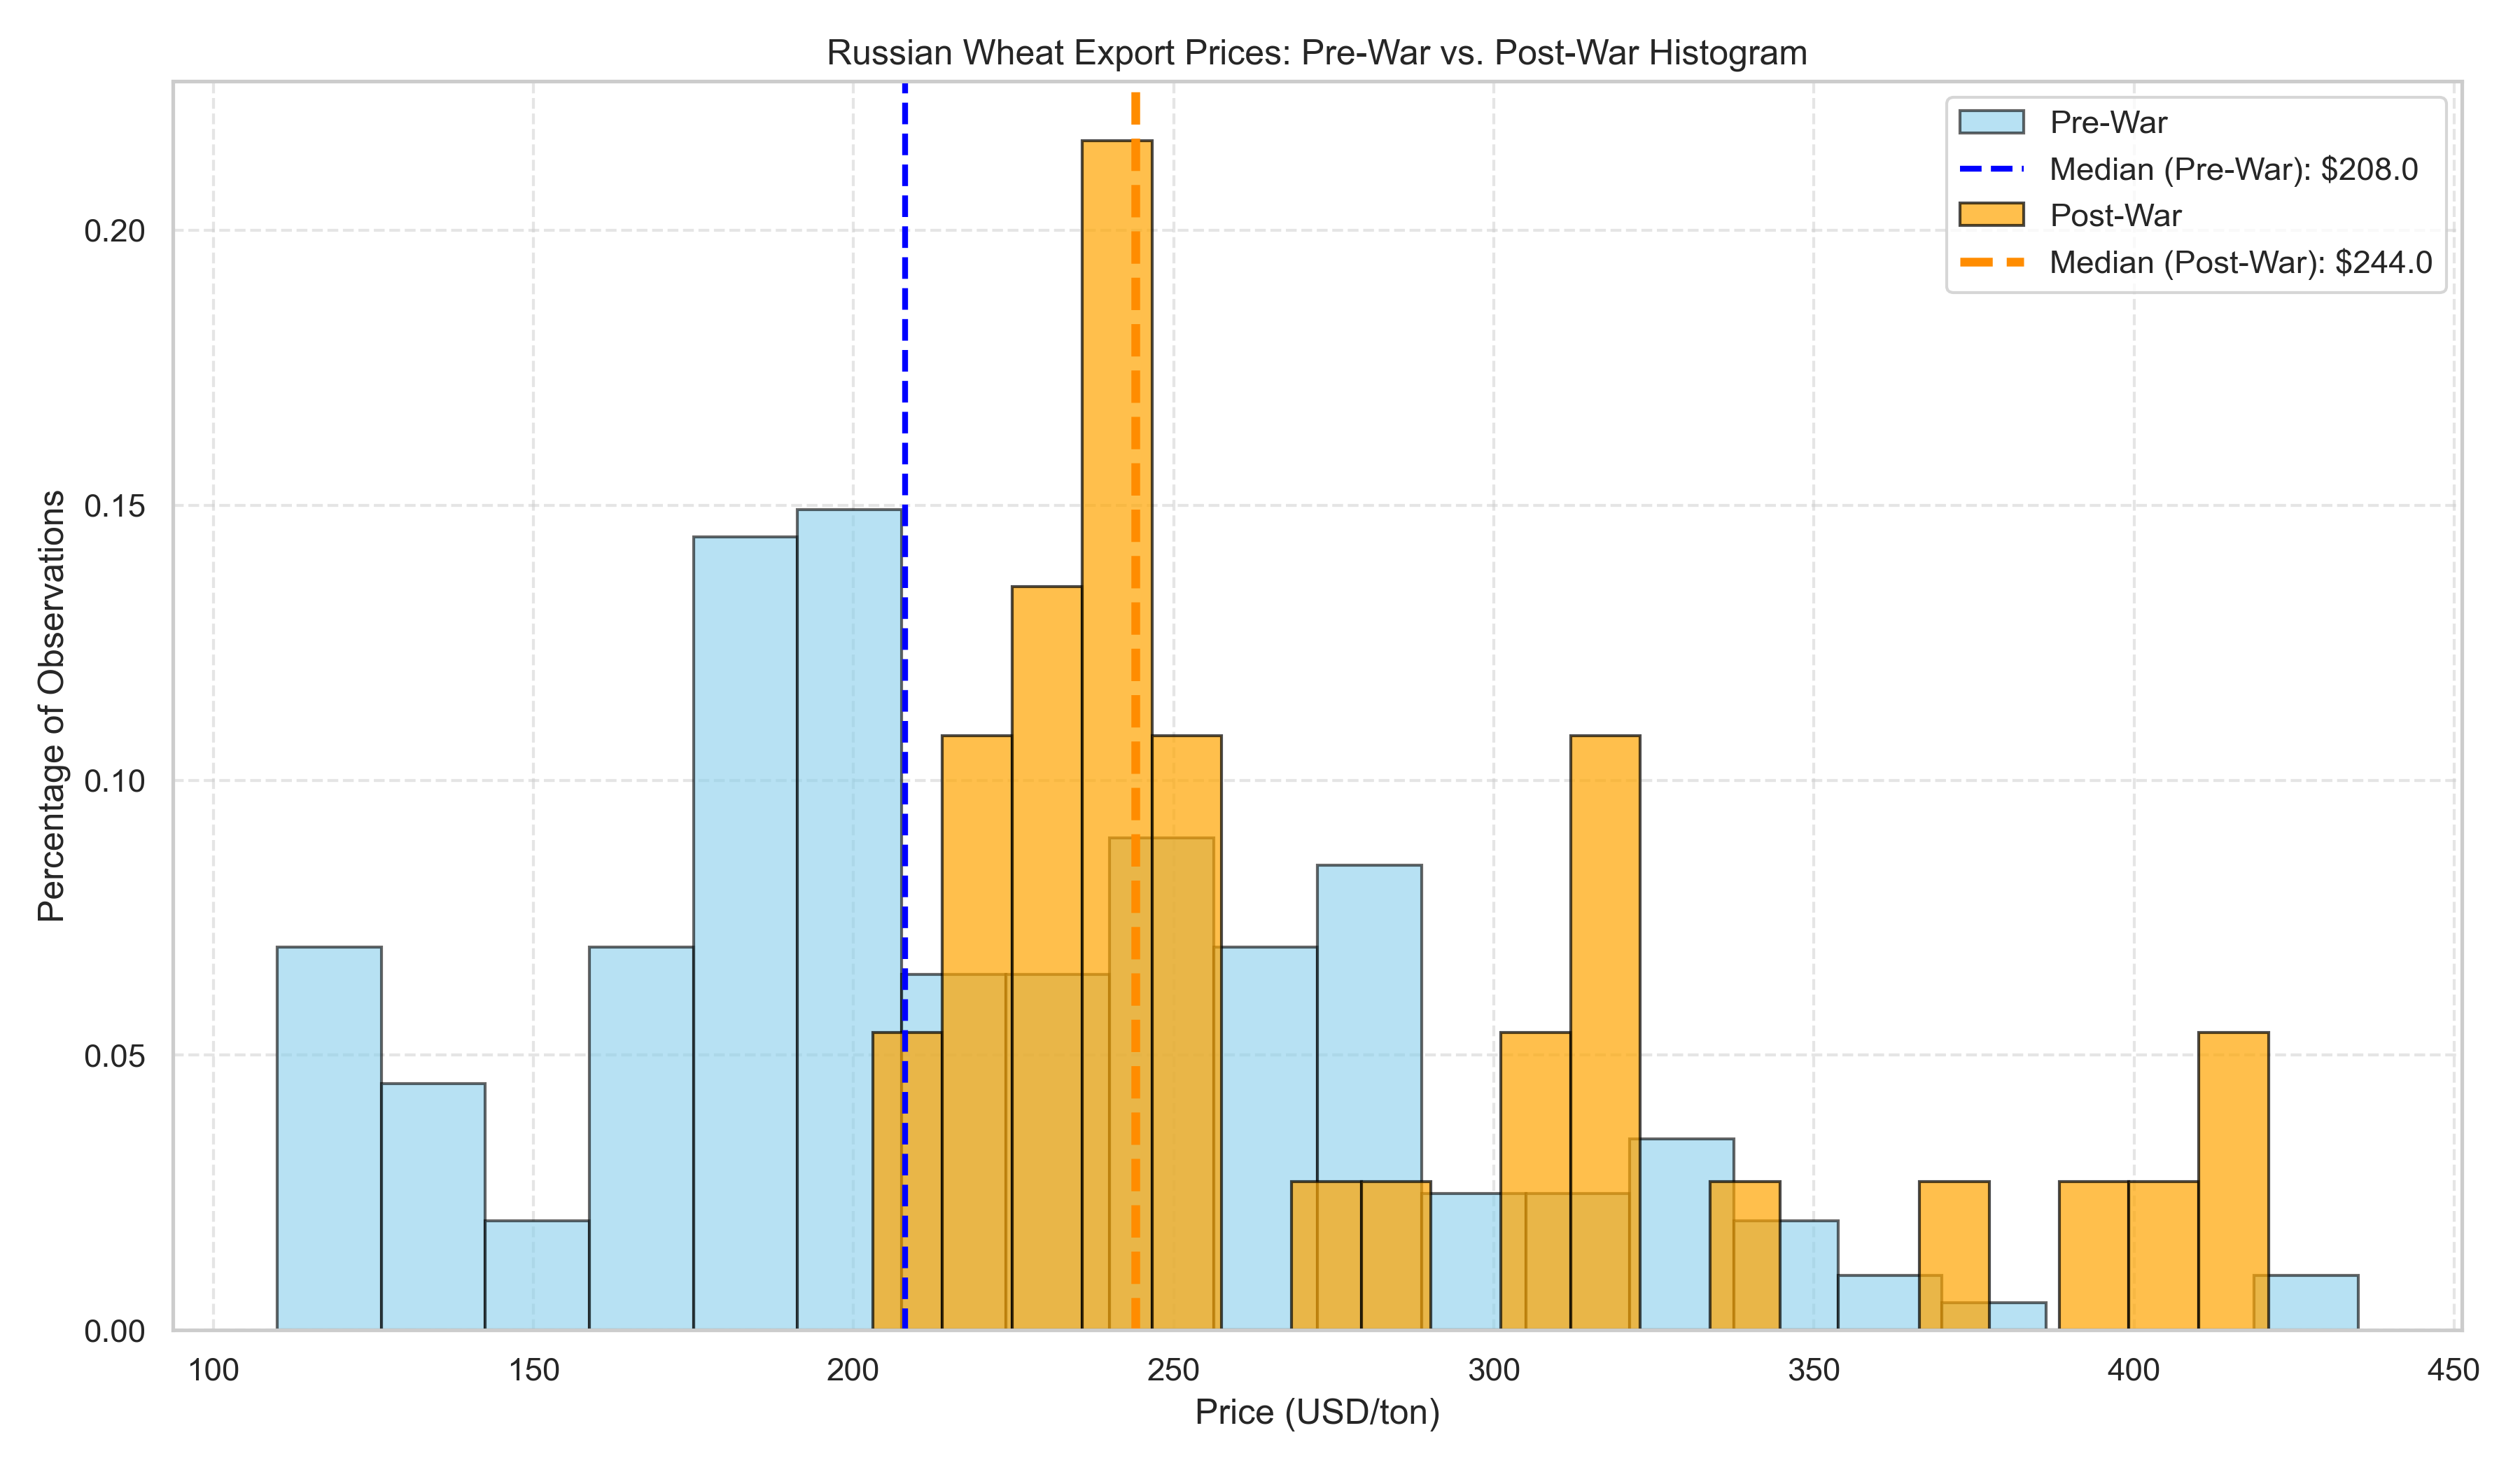 Russian Wheat Export Prices: Pre-War vs. Post-War Histogram
Pre-War
Median (Pre-War): $208.0
Post-War
Median (Post-War): $244.0
Percentage of Observations
0.20
0.15
0.10
0.05
0.00
100 150 200 250 300 350 400 450
Price (USD/ton)